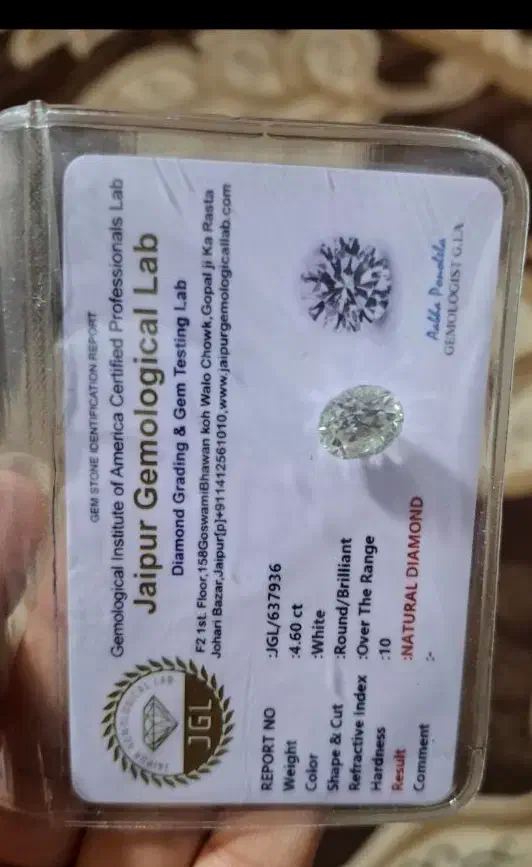 GEM STONE IDENTIFICATION REPORT
Gemological Institute of America Certified Professionals Lab
Jaipur Gemological Lab
Diamond Grading & Gem Testing Lab
F2 1st. Floor,158GoswamiBhawan koh Walo Chowk,Gopal ji Ka Rasta
Johari Bazar,Jaipur[p]+911412561010,www.jaipurgemologicallab.com
JAIPUR GEMOLOGICAL LAB
JGL
REPORT NO :JGL/637936
Weight :4.60 ct
Color :White
Shape & Cut :Round/Brilliant
Refractive Index :Over The Range
Hardness :10
Result :NATURAL DIAMOND
Comment :-
GEMOLOGIST G.I.A